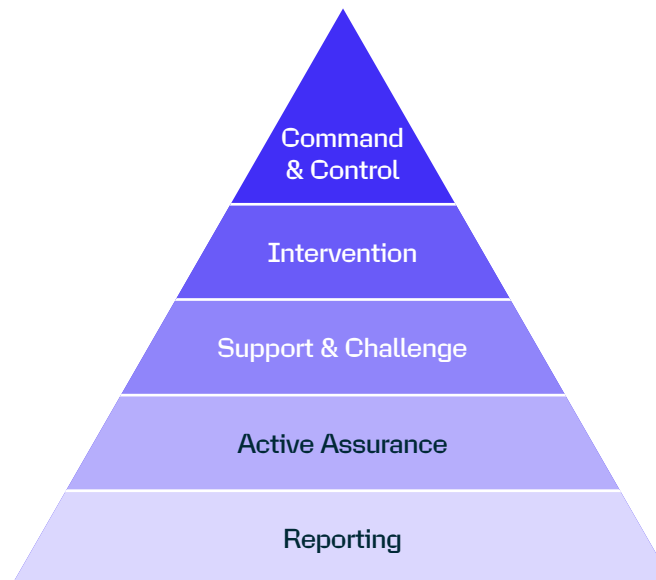 Command
& Control
Intervention
Support & Challenge
Active Assurance
Reporting